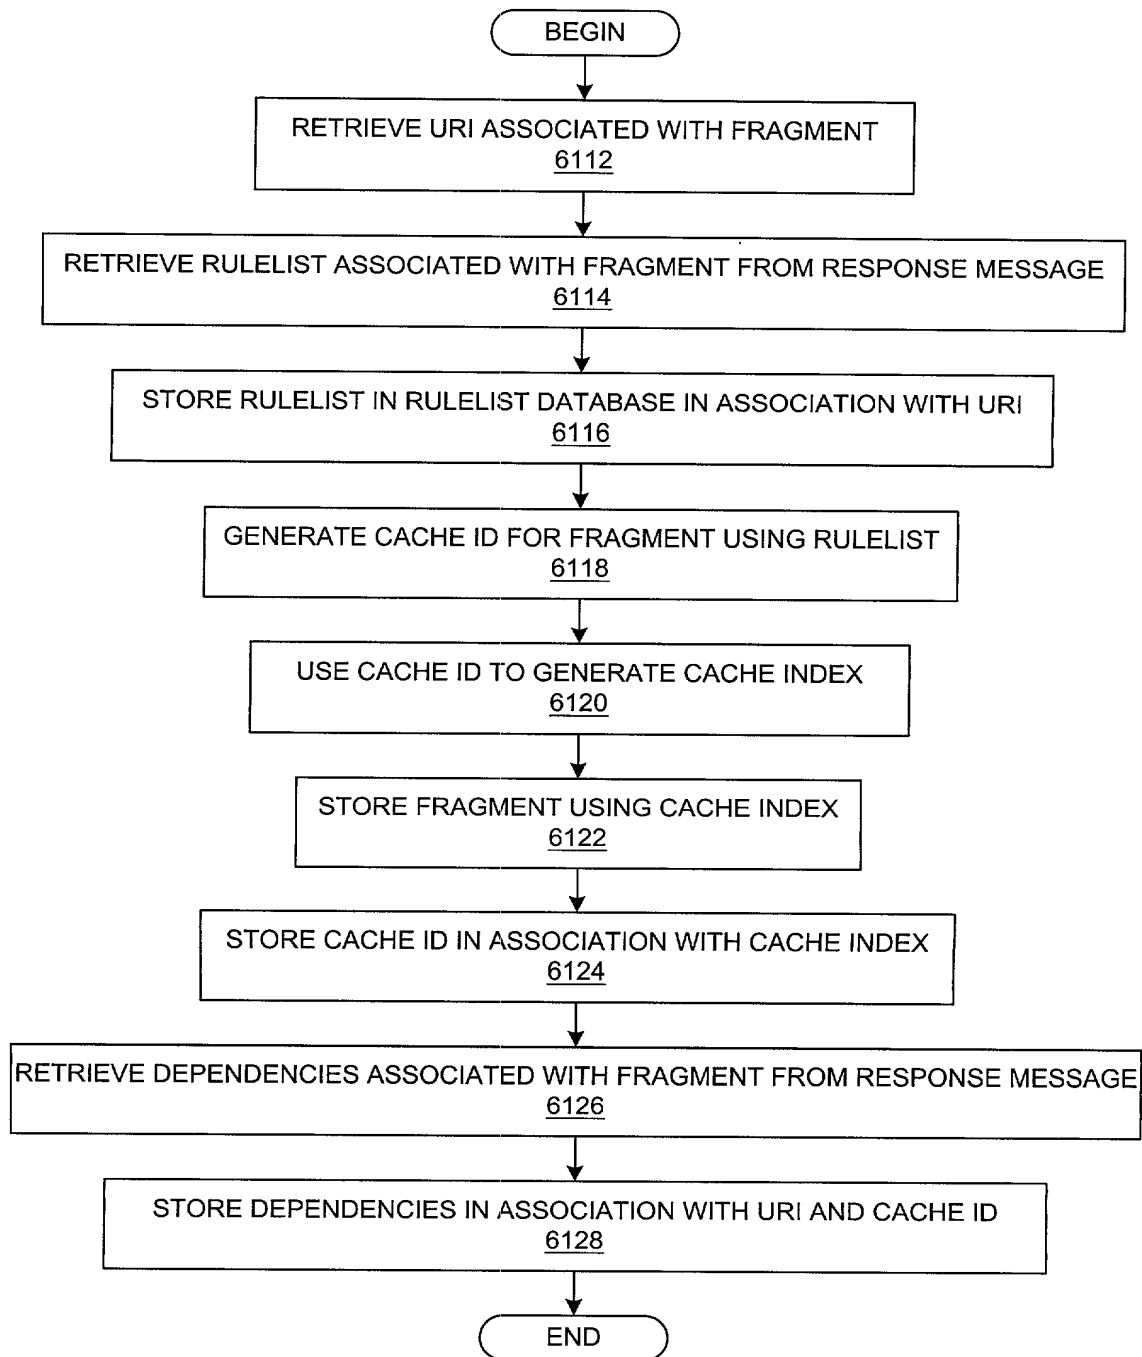 BEGIN
RETRIEVE URI ASSOCIATED WITH FRAGMENT
6112
RETRIEVE RULELIST ASSOCIATED WITH FRAGMENT FROM RESPONSE MESSAGE
6114
STORE RULELIST IN RULELIST DATABASE IN ASSOCIATION WITH URI
6116
GENERATE CACHE ID FOR FRAGMENT USING RULELIST
6118
USE CACHE ID TO GENERATE CACHE INDEX
6120
STORE FRAGMENT USING CACHE INDEX
6122
STORE CACHE ID IN ASSOCIATION WITH CACHE INDEX
6124
RETRIEVE DEPENDENCIES ASSOCIATED WITH FRAGMENT FROM RESPONSE MESSAGE
6126
STORE DEPENDENCIES IN ASSOCIATION WITH URI AND CACHE ID
6128
END